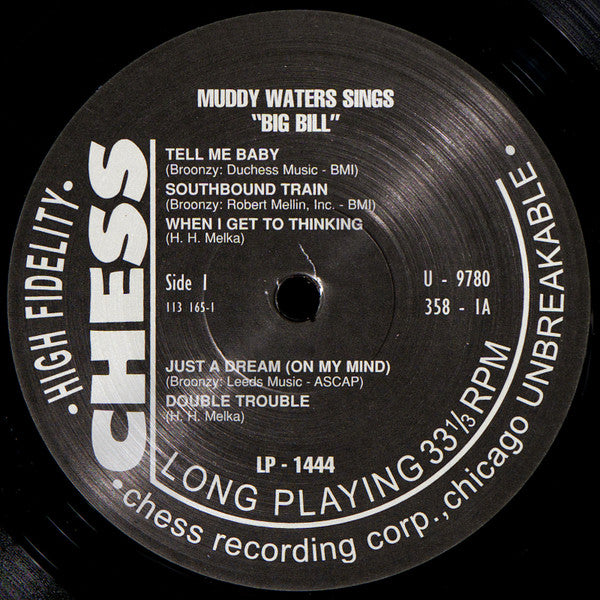 MUDDY WATERS SINGS
"BIG BILL"
TELL ME BABY
(Broonzy: Duchess Music - BMI)
SOUTHBOUND TRAIN
(Broonzy: Robert Mellin, Inc. - BMI)
WHEN I GET TO THINKING
(H. H. Melka)
Side 1
113 165-1
U - 9780
358 - 1A
JUST A DREAM (ON MY MIND)
(Broonzy: Leeds Music - ASCAP)
DOUBLE TROUBLE
(H. H. Melka)
LP - 1444
CHESS
• HIGH FIDELITY •
LONG PLAYING 33 1/3 RPM
• chess recording corp., chicago UNBREAKABLE •